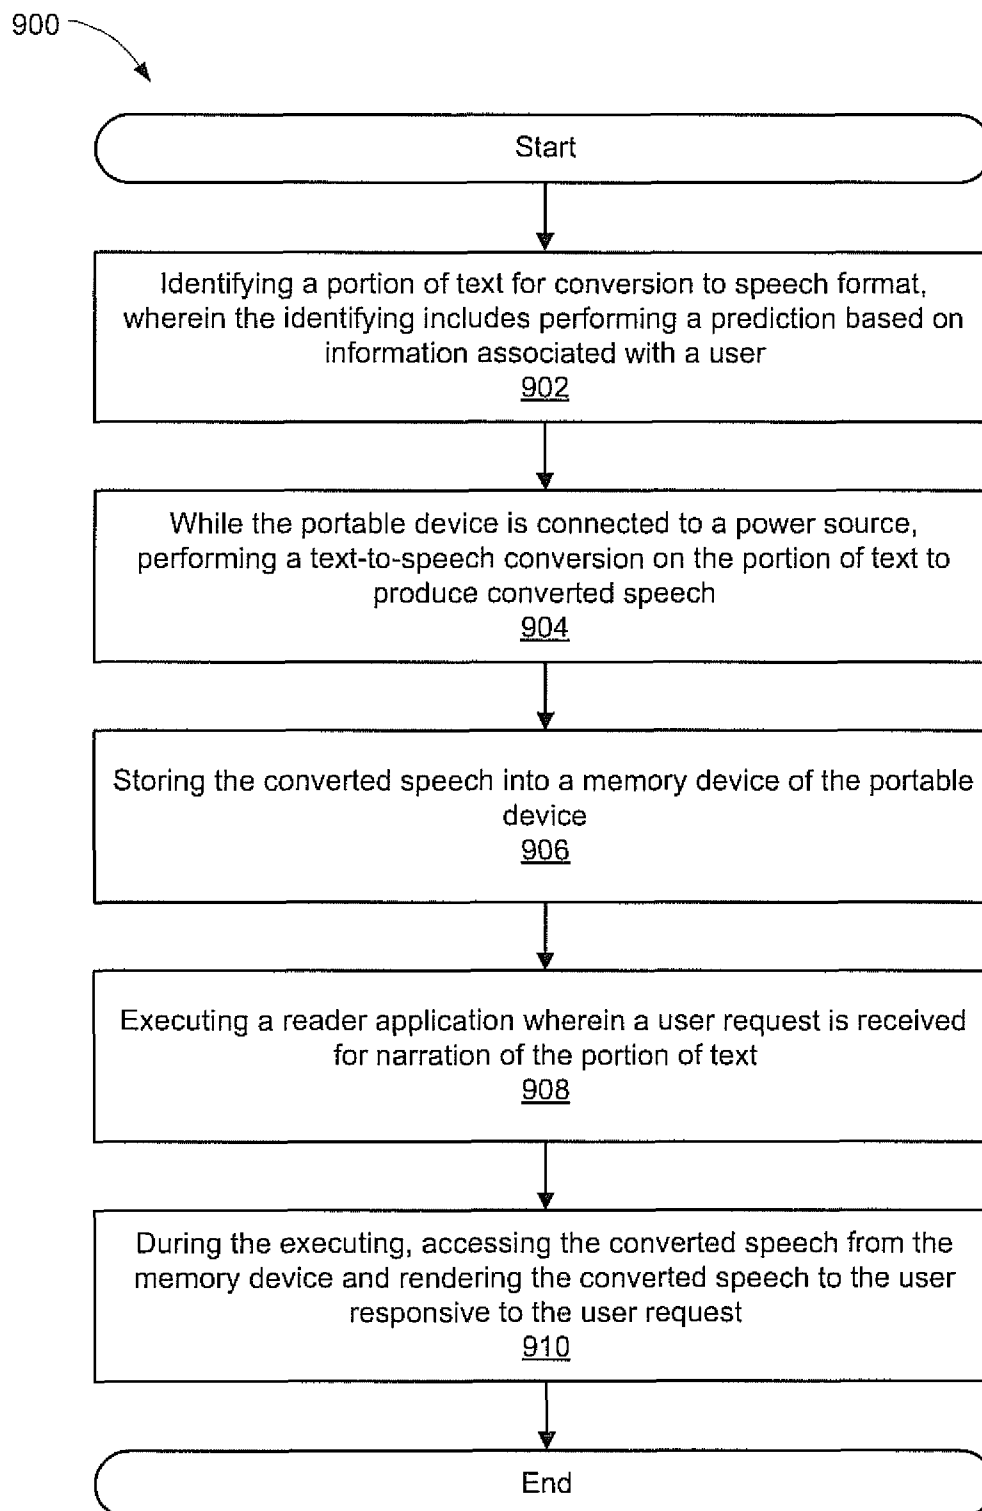 900
Start
Identifying a portion of text for conversion to speech format,
wherein the identifying includes performing a prediction based on
information associated with a user
902
While the portable device is connected to a power source,
performing a text-to-speech conversion on the portion of text to
produce converted speech
904
Storing the converted speech into a memory device of the portable
device
906
Executing a reader application wherein a user request is received
for narration of the portion of text
908
During the executing, accessing the converted speech from the
memory device and rendering the converted speech to the user
responsive to the user request
910
End